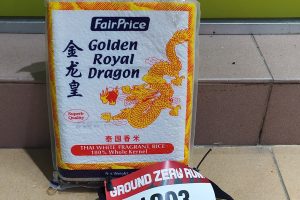 FairPrice
金龙皇
Golden
Royal
Dragon
Superb
Quality
泰国香米
THAI WHITE FRAGRANT RICE
100% Whole Kernel
GROUND ZERO RUN